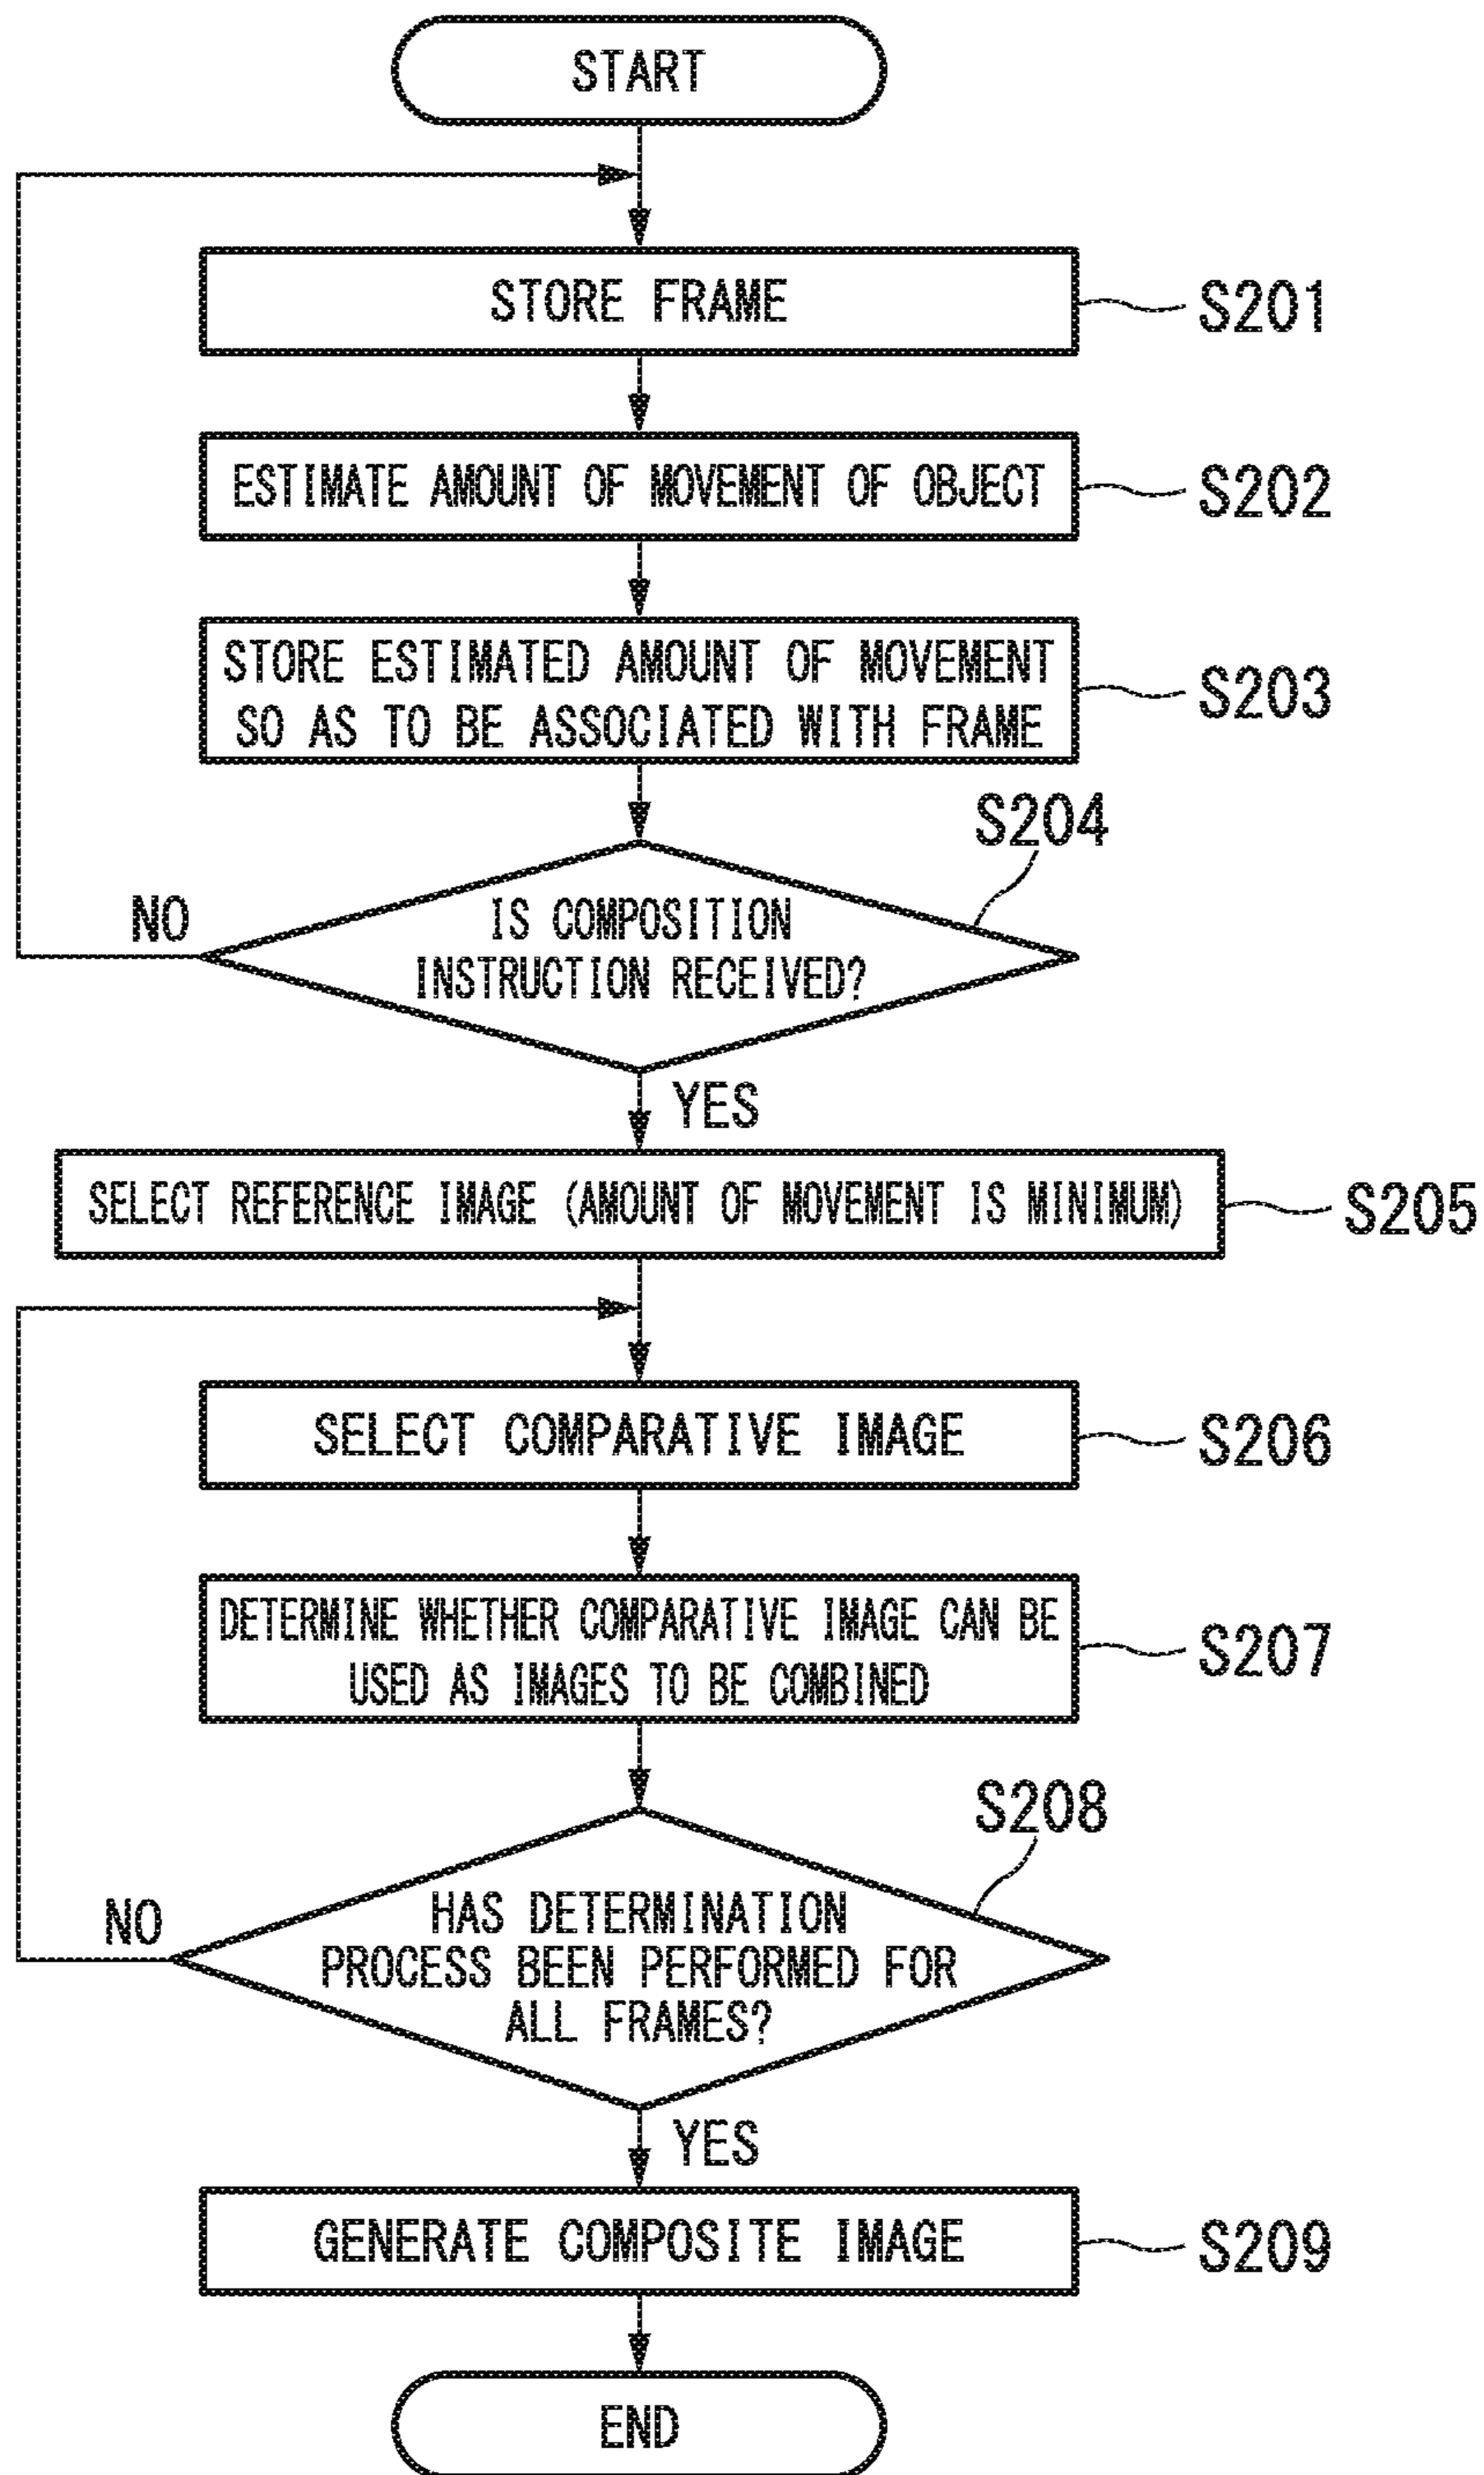 START
STORE FRAME
S201
ESTIMATE AMOUNT OF MOVEMENT OF OBJECT
S202
STORE ESTIMATED AMOUNT OF MOVEMENT
SO AS TO BE ASSOCIATED WITH FRAME
S203
S204
NO
IS COMPOSITION
INSTRUCTION RECEIVED?
YES
SELECT REFERENCE IMAGE (AMOUNT OF MOVEMENT IS MINIMUM)
S205
SELECT COMPARATIVE IMAGE
S206
DETERMINE WHETHER COMPARATIVE IMAGE CAN BE
USED AS IMAGES TO BE COMBINED
S207
S208
NO
HAS DETERMINATION
PROCESS BEEN PERFORMED FOR
ALL FRAMES?
YES
GENERATE COMPOSITE IMAGE
S209
END